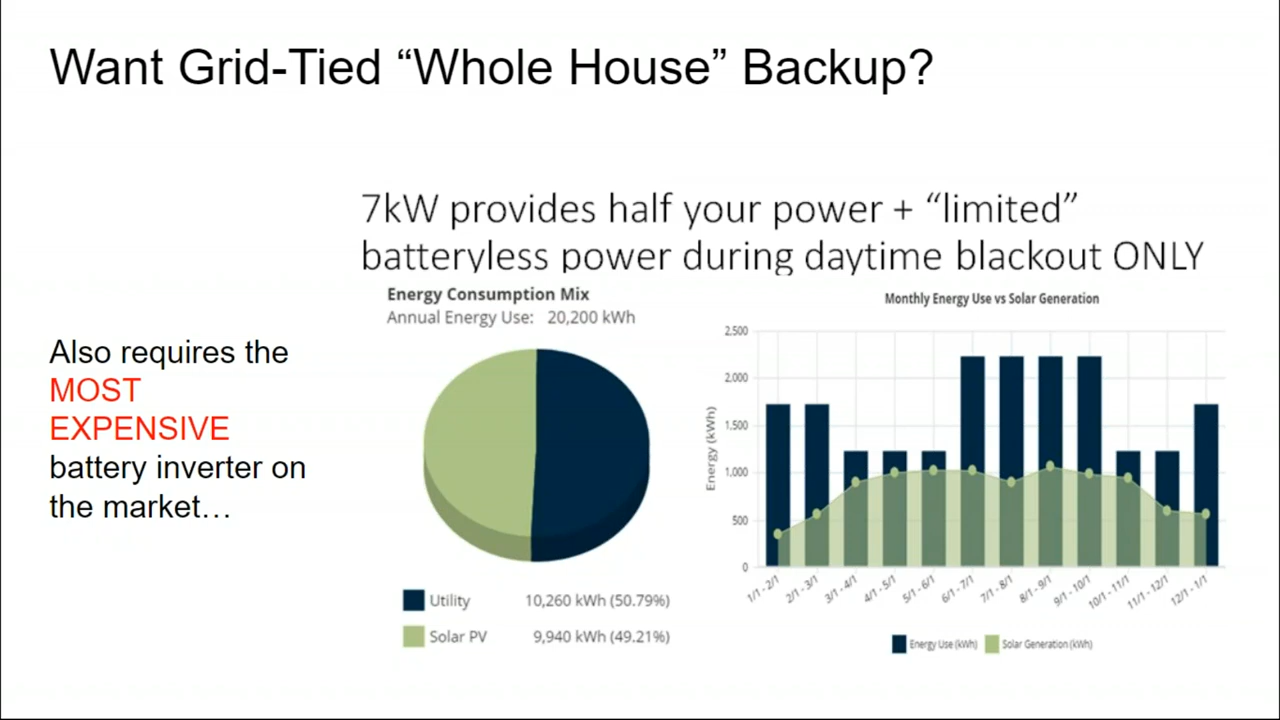 Want Grid-Tied “Whole House” Backup?
7kW provides half your power + “limited”
batteryless power during daytime blackout ONLY
Also requires the
MOST
EXPENSIVE
battery inverter on
the market…
Energy Consumption Mix
Annual Energy Use: 20,200 kWh
Utility 10,260 kWh (50.79%)
Solar PV 9,940 kWh (49.21%)
Monthly Energy Use vs Solar Generation
Energy (kWh)
2,500
2,000
1,500
1,000
500
0
1/1 - 2/1
2/1 - 3/1
3/1 - 4/1
4/1 - 5/1
5/1 - 6/1
6/1 - 7/1
7/1 - 8/1
8/1 - 9/1
9/1 - 10/1
10/1 - 11/1
11/1 - 12/1
12/1 - 1/1
Energy Use (kWh) Solar Generation (kWh)